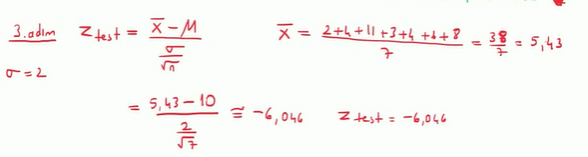 3. adım Z test = x̄ - M / σ/√n x̄ = 2+4+11+3+4+6+8 / 7 = 38/7 = 5,43
σ = 2
= 5,43 - 10 / 2/√7 ≅ -6,046 Z test = -6,046